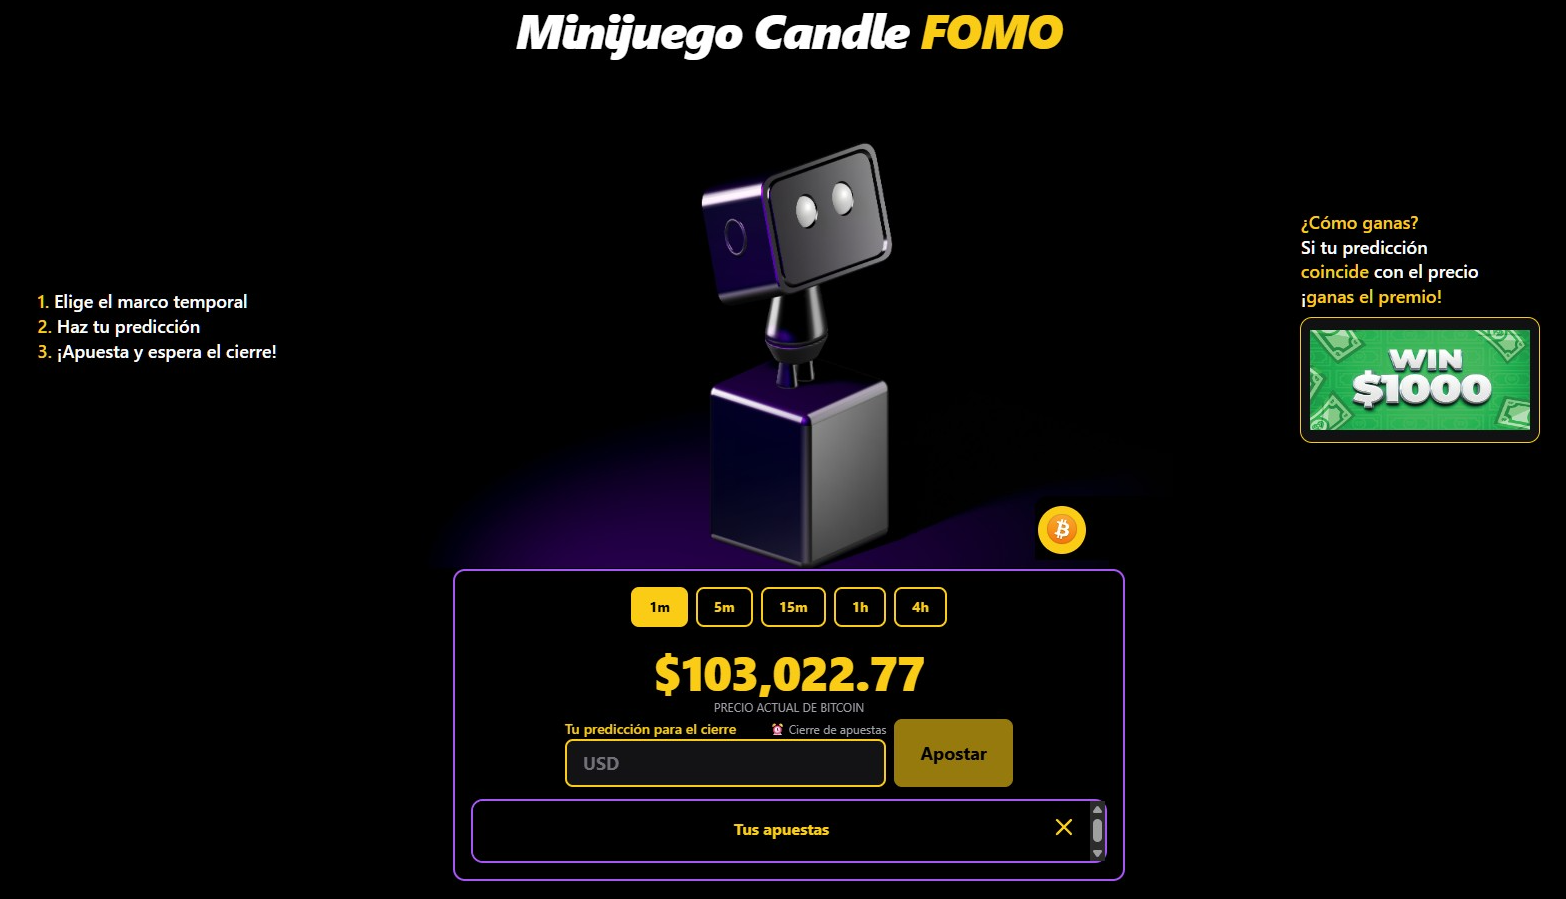 Minijuego Candle FOMO
1. Elige el marco temporal
2. Haz tu predicción
3. ¡Apuesta y espera el cierre!
¿Cómo ganas?
Si tu predicción
coincide con el precio
¡ganas el premio!
WIN
$1000
1m 5m 15m 1h 4h
$103,022.77
PRECIO ACTUAL DE BITCOIN
Tu predicción para el cierre
⏰ Cierre de apuestas
USD
Apostar
Tus apuestas